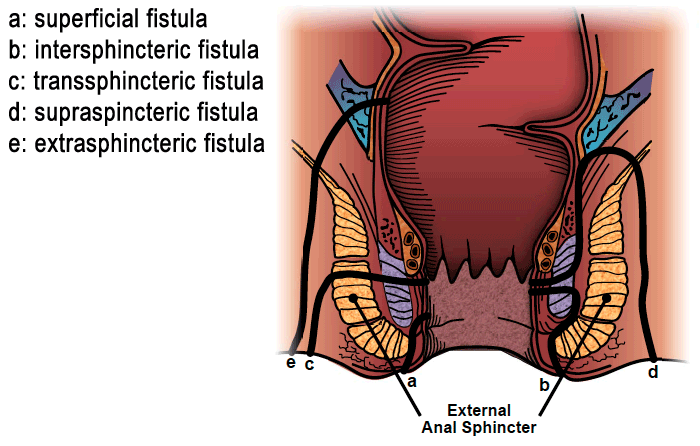 a: superficial fistula
b: intersphincteric fistula
c: transsphincteric fistula
d: supraspincteric fistula
e: extrasphincteric fistula
e c a b d
External
Anal Sphincter